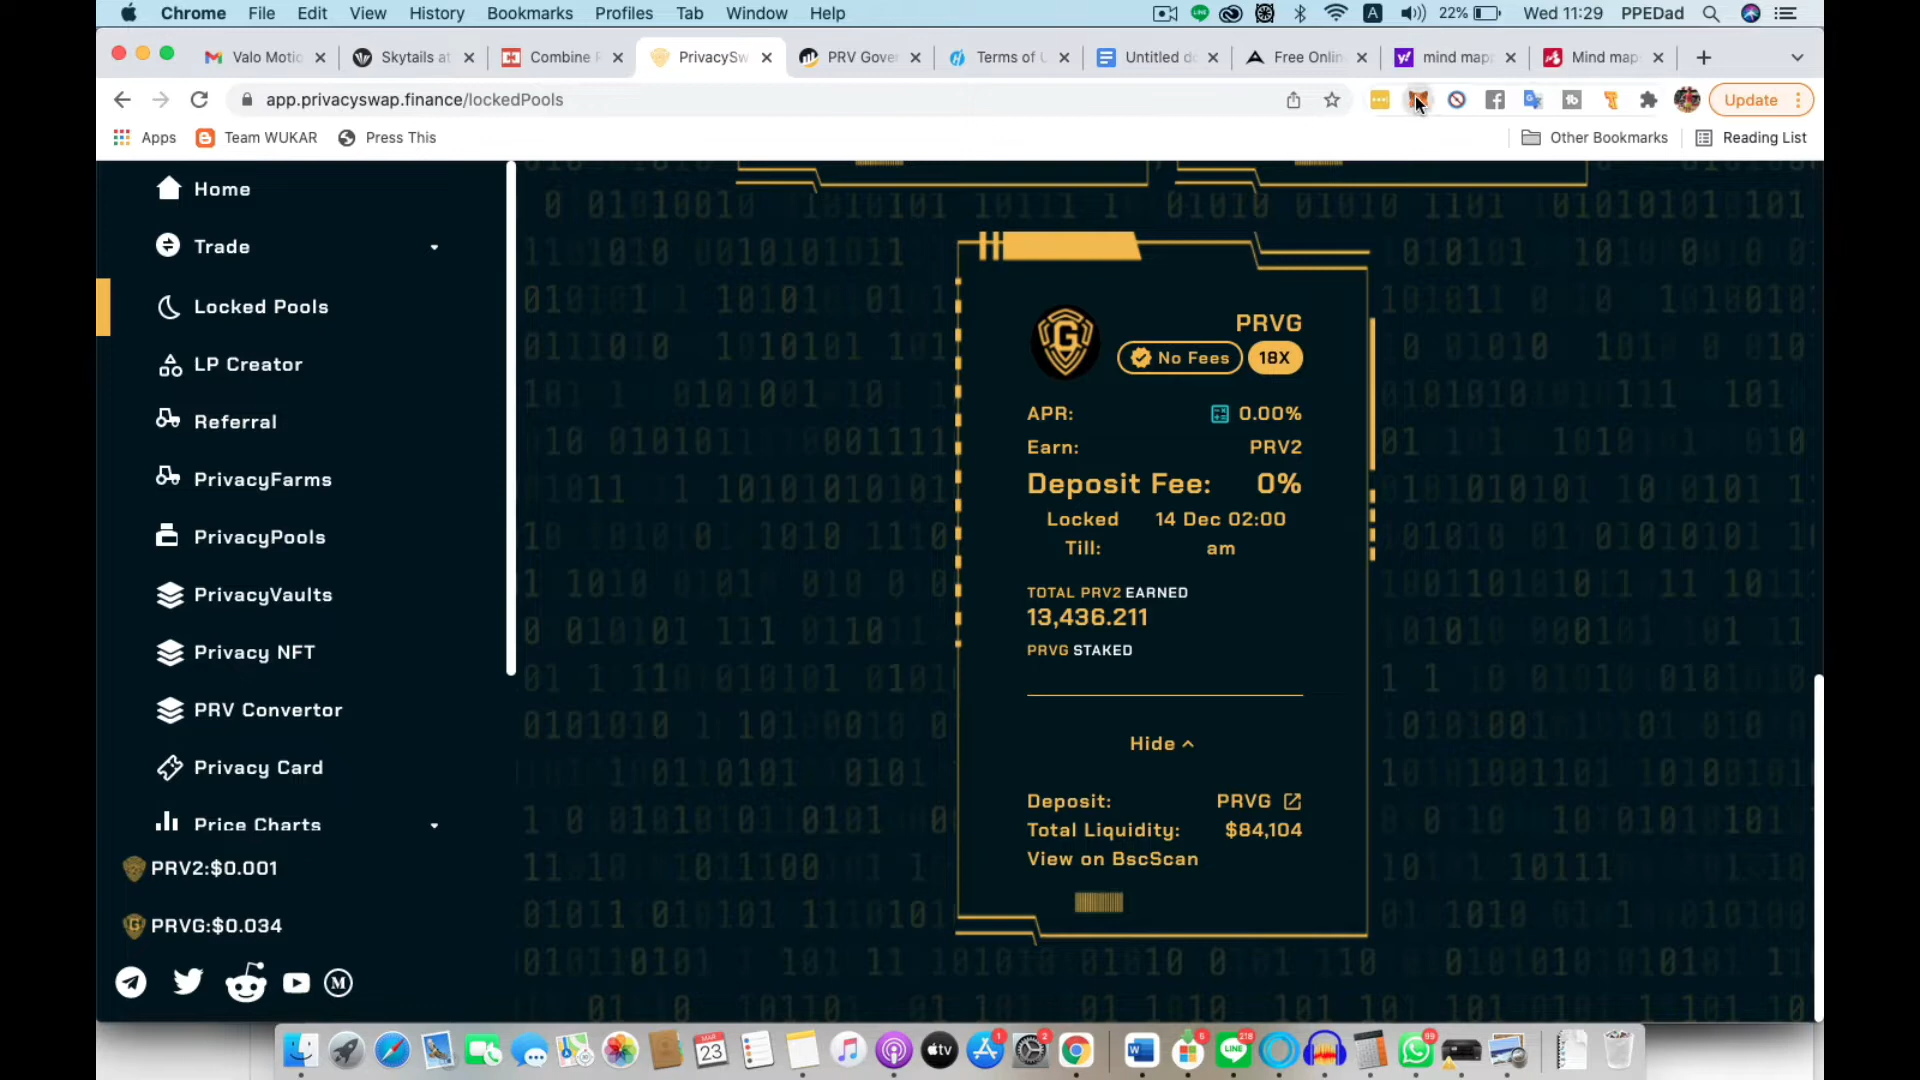 Chrome File Edit View History Bookmarks Profiles Tab Window Help A 22% Wed 11:29 PPEDad
Valo Motio Skytails at Combine PrivacySw PRV Gover Terms of Untitled do Free Onlin mind mapp Mind map
app.privacyswap.finance/lockedPools Update
Apps Team WUKAR Press This Other Bookmarks Reading List
Home
Trade
Locked Pools
LP Creator
Referral
PrivacyFarms
PrivacyPools
PrivacyVaults
Privacy NFT
PRV Convertor
Privacy Card
Price Charts
PRV2:$0.001
PRVG:$0.034
G
PRVG
No Fees 18X
APR: 0.00%
Earn: PRV2
Deposit Fee: 0%
Locked Till: 14 Dec 02:00 am
TOTAL PRV2 EARNED
13,436.211
PRVG STAKED
Hide
Deposit: PRVG
Total Liquidity: $84,104
View on BscScan